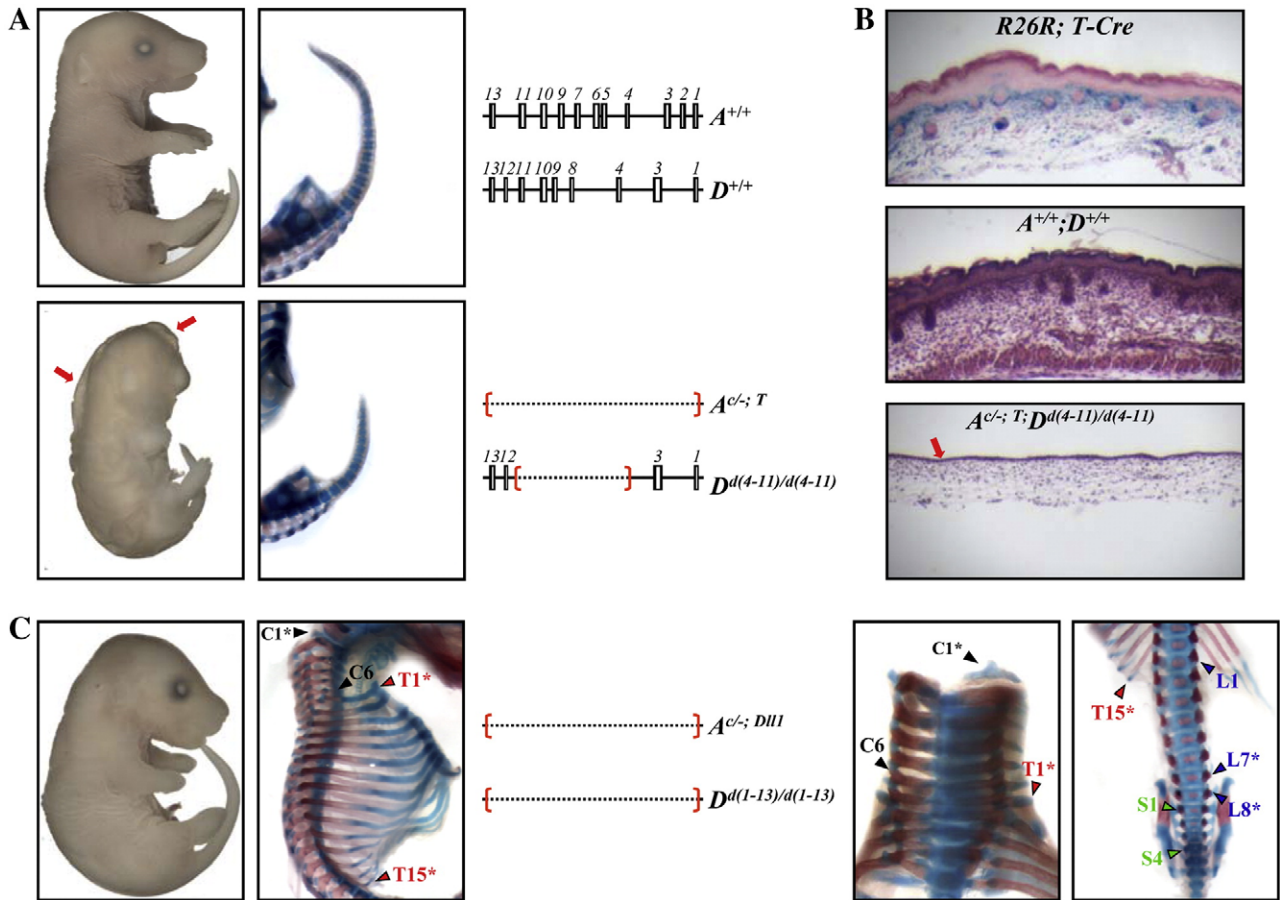 A
13 11 10 9 7 6 5 4 3 2 1
A+/+
13 12 11 10 9 8 4 3 1
D+/+
Ac/-; T
13 12 3 1
Dd(4-11)/d(4-11)
B
R26R; T-Cre
A+/+;D+/+
Ac/-; T;Dd(4-11)/d(4-11)
C
C1*
C6
T1*
T15*
Ac/-; Dll1
Dd(1-13)/d(1-13)
C1*
C6
T1*
L1
T15*
L7*
L8*
S1
S4